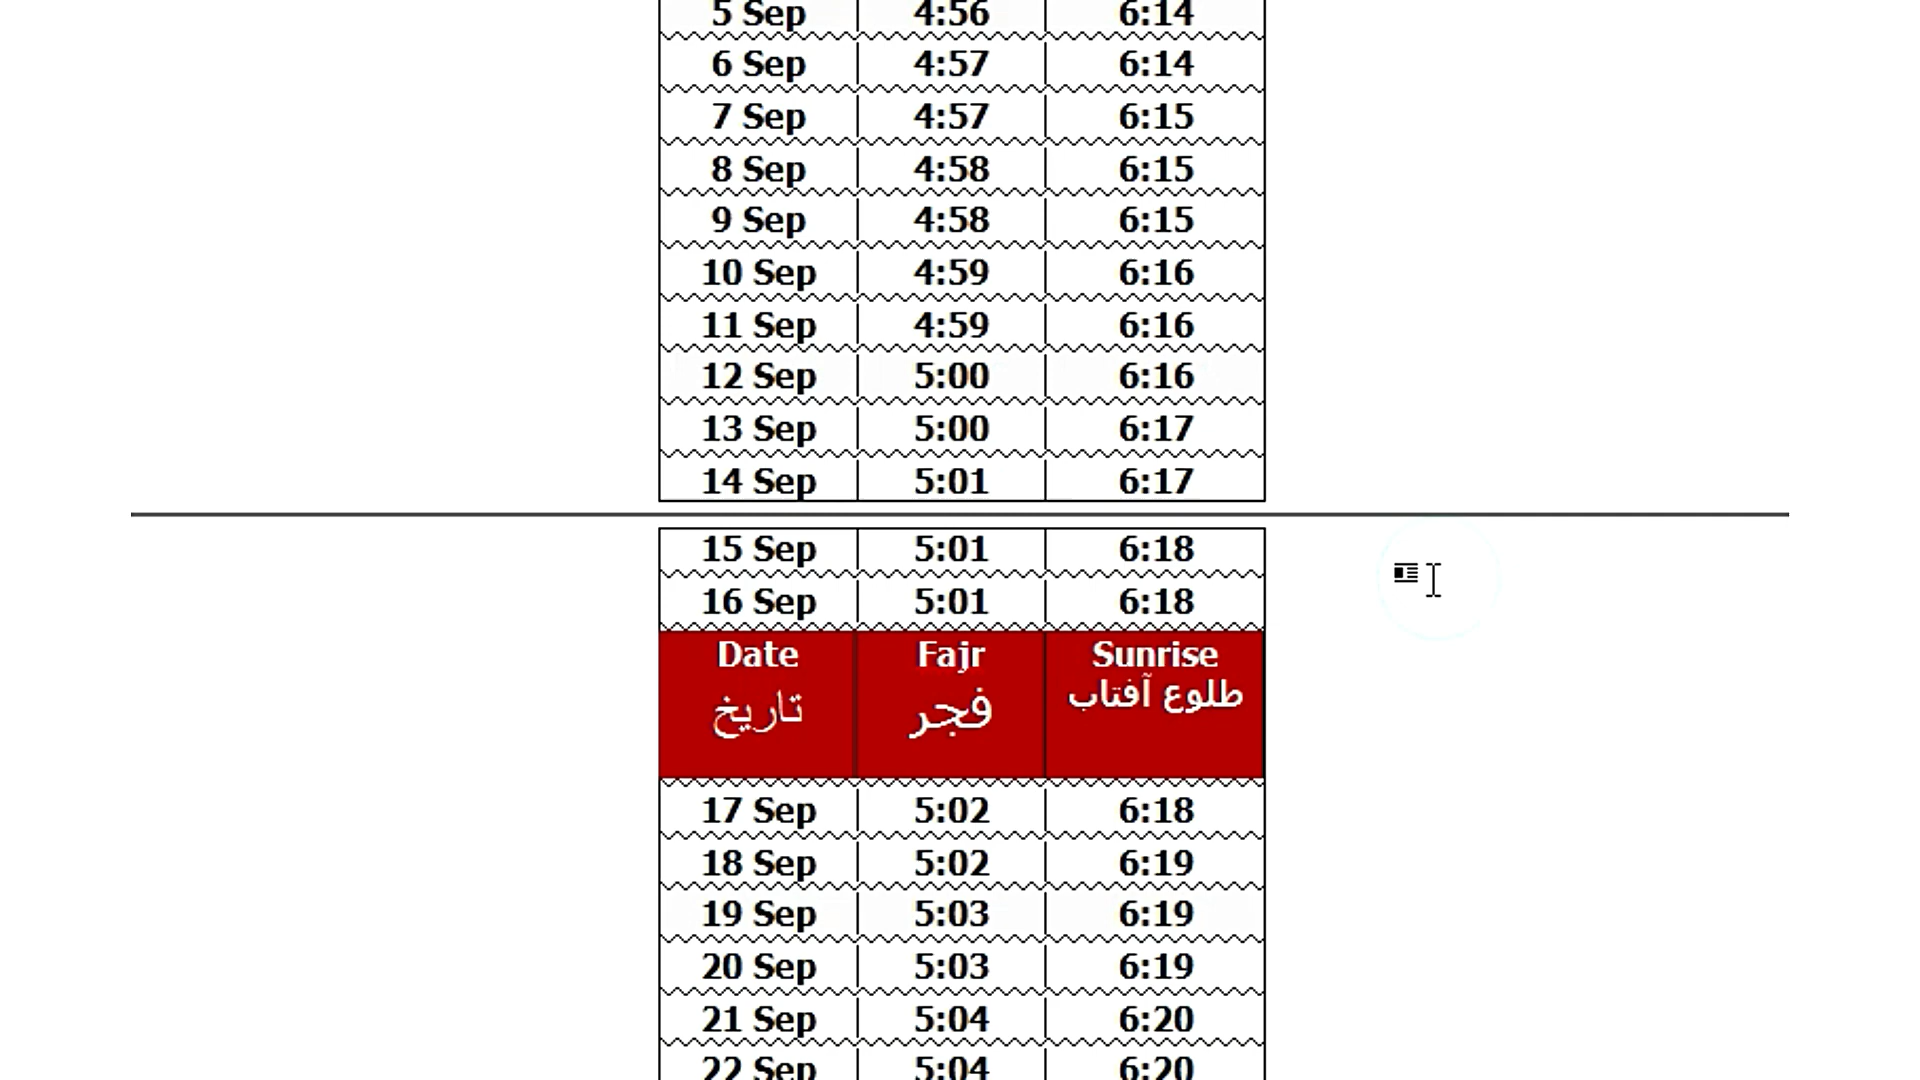 5 Sep 4:56 6:14
6 Sep 4:57 6:14
7 Sep 4:57 6:15
8 Sep 4:58 6:15
9 Sep 4:58 6:15
10 Sep 4:59 6:16
11 Sep 4:59 6:16
12 Sep 5:00 6:16
13 Sep 5:00 6:17
14 Sep 5:01 6:17
15 Sep 5:01 6:18
16 Sep 5:01 6:18
Date Fajr Sunrise
تاریخ فجر طلوع آفتاب
17 Sep 5:02 6:18
18 Sep 5:02 6:19
19 Sep 5:03 6:19
20 Sep 5:03 6:19
21 Sep 5:04 6:20
22 Sep 5:04 6:20